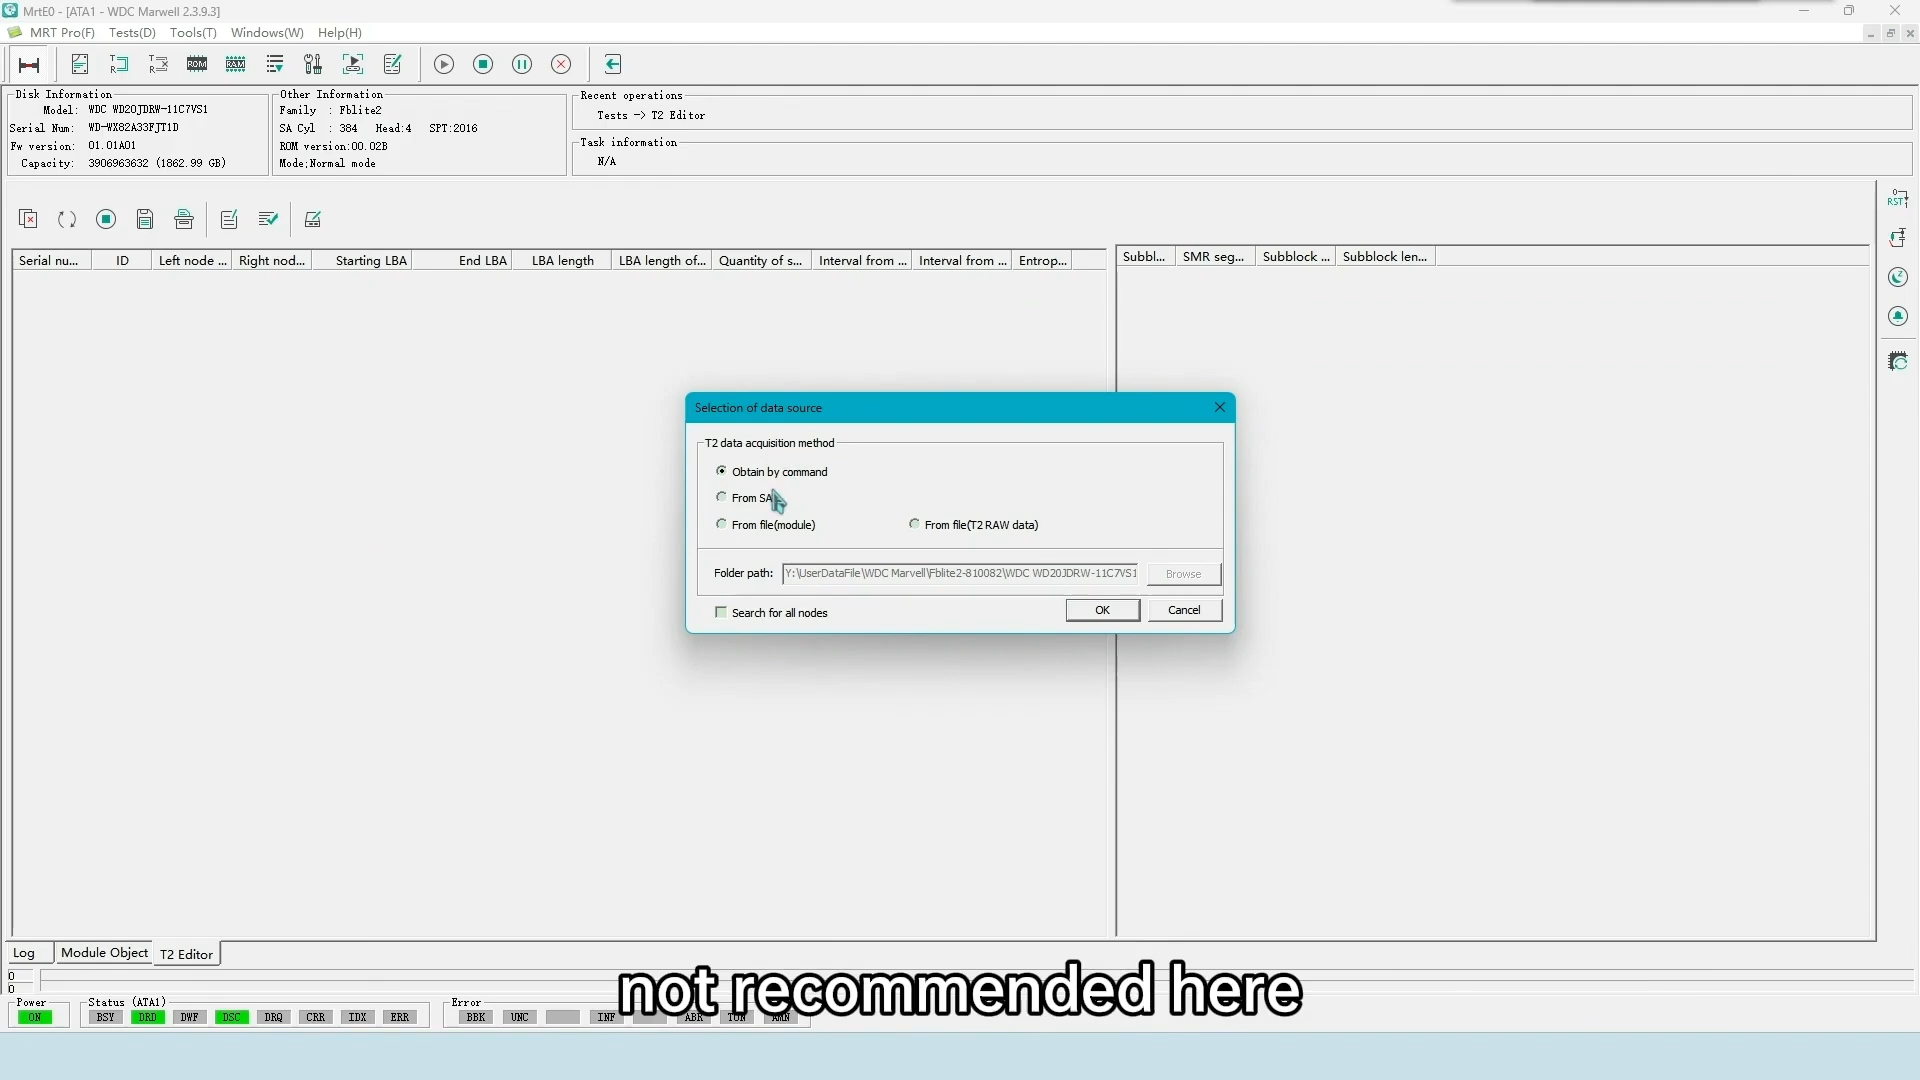 MrtE0 - [ATA1 - WDC Marwell 2.3.9.3]
MRT Pro(F) Tests(D) Tools(T) Windows(W) Help(H)
ROM RAM
Disk Information
Model: WDC WD20JDRW-11C7VS1
Serial Num: WD-WX82A33FJT1D
Fw version: 01.01A01
Capacity: 3906963632 (1862.99 GB)
Other Information
Family : Fblite2
SA Cyl : 384 Head:4 SPT:2016
ROM version:00.02B
Mode:Normal mode
Recent operations
Tests -> T2 Editor
Task information
N/A
RST
Serial nu... ID Left node ... Right nod... Starting LBA End LBA LBA length LBA length of... Quantity of s... Interval from ... Interval from ... Entrop...
Subbl... SMR seg... Subblock ... Subblock len...
Selection of data source
T2 data acquisition method
Obtain by command
From SA
From file(module) From file(T2 RAW data)
Folder path: Y:\UserDataFile\WDC Marvell\Fblite2-810082\WDC WD20JDRW-11C7VS1 Browse
Search for all nodes OK Cancel
Log Module Object T2 Editor
0
0
not recommended here
Power
ON
Status (ATA1)
BSY DRD DWF DSC DRQ CRR IDX ERR
Error
BBK UNC INF ABR TON AMN